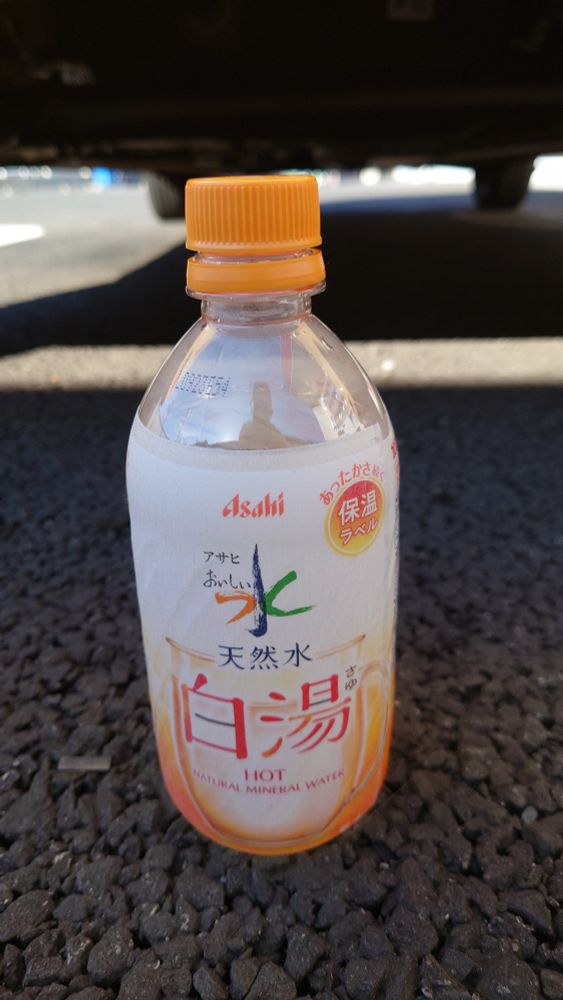 Asahi
あったかさ続く
保温
ラベル
アサヒ
おいしい
水
天然水
白湯
さゆ
HOT
NATURAL MINERAL WATER